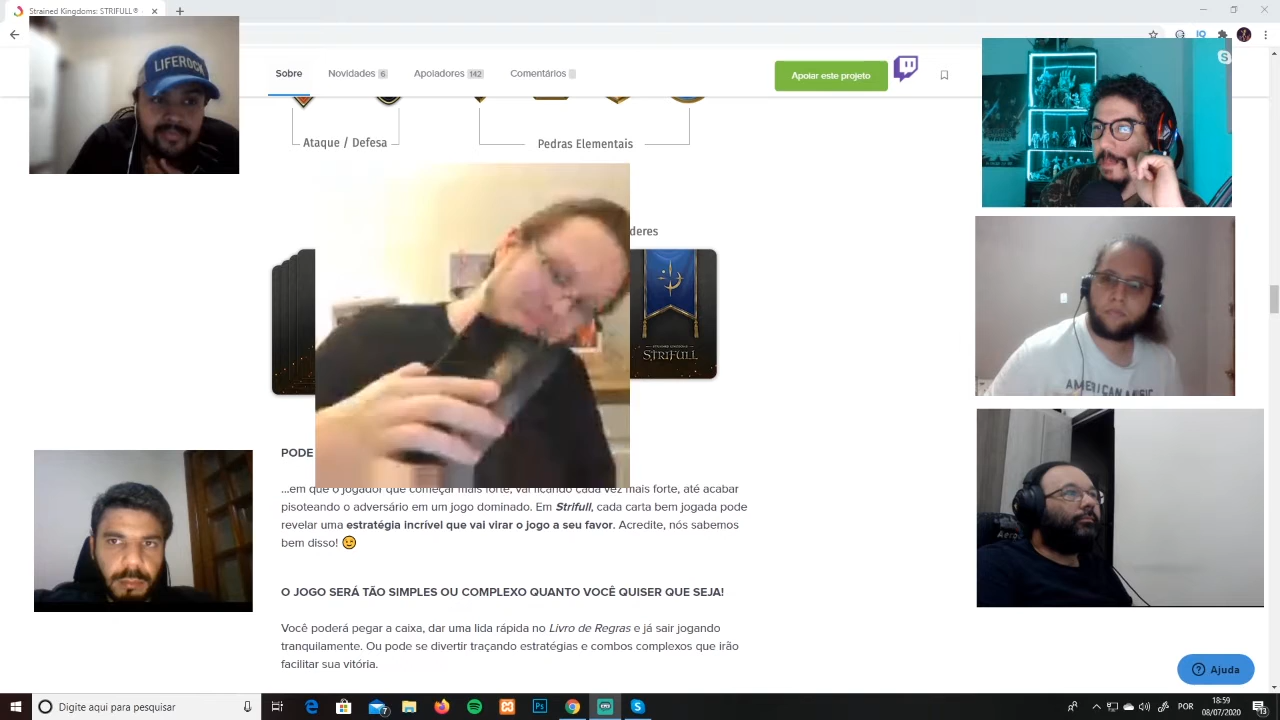 Strained Kingdoms: STRIFULL®
LIFEROCK
Sobre
Novidades 6
Apoiadores 142
Comentários
Apoiar este projeto
Ataque / Defesa
Pedras Elementais
deres
STRIFULL
AMERICAN MUSIC
PODE
...em que o jogador que começar mais forte, vai ficando cada vez mais forte, até acabar
pisoteando o adversário em um jogo dominado. Em Strifull, cada carta bem jogada pode
revelar uma estratégia incrível que vai virar o jogo a seu favor. Acredite, nós sabemos
bem disso! 😉
O JOGO SERÁ TÃO SIMPLES OU COMPLEXO QUANTO VOCÊ QUISER QUE SEJA!
Você poderá pegar a caixa, dar uma lida rápida no Livro de Regras e já sair jogando
tranquilamente. Ou pode se divertir traçando estratégias e combos complexos que irão
facilitar sua vitória.
Ajuda
Digite aqui para pesquisar
7
Ps
POR
18:59
08/07/2020
13